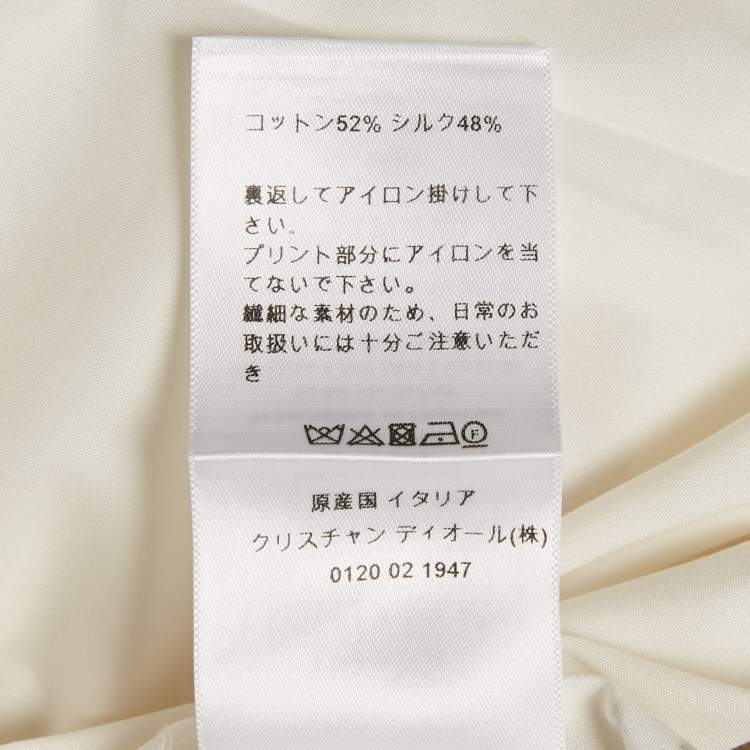 コットン52% シルク48%
裏返してアイロン掛けして下
さい。
プリント部分にアイロンを当
てないで下さい。
繊細な素材のため、日常のお
取扱いには十分ご注意いただ
き
F
原産国 イタリア
クリスチャン ディオール(株)
0120 02 1947